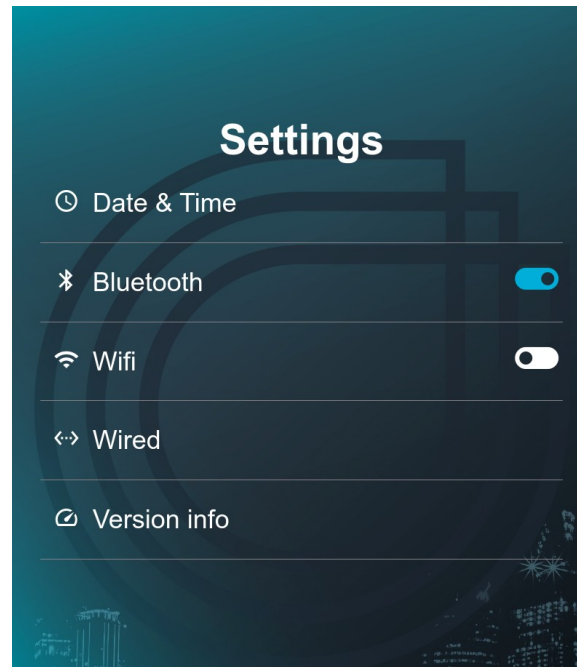 Settings
Date & Time
Bluetooth
Wifi
Wired
Version info